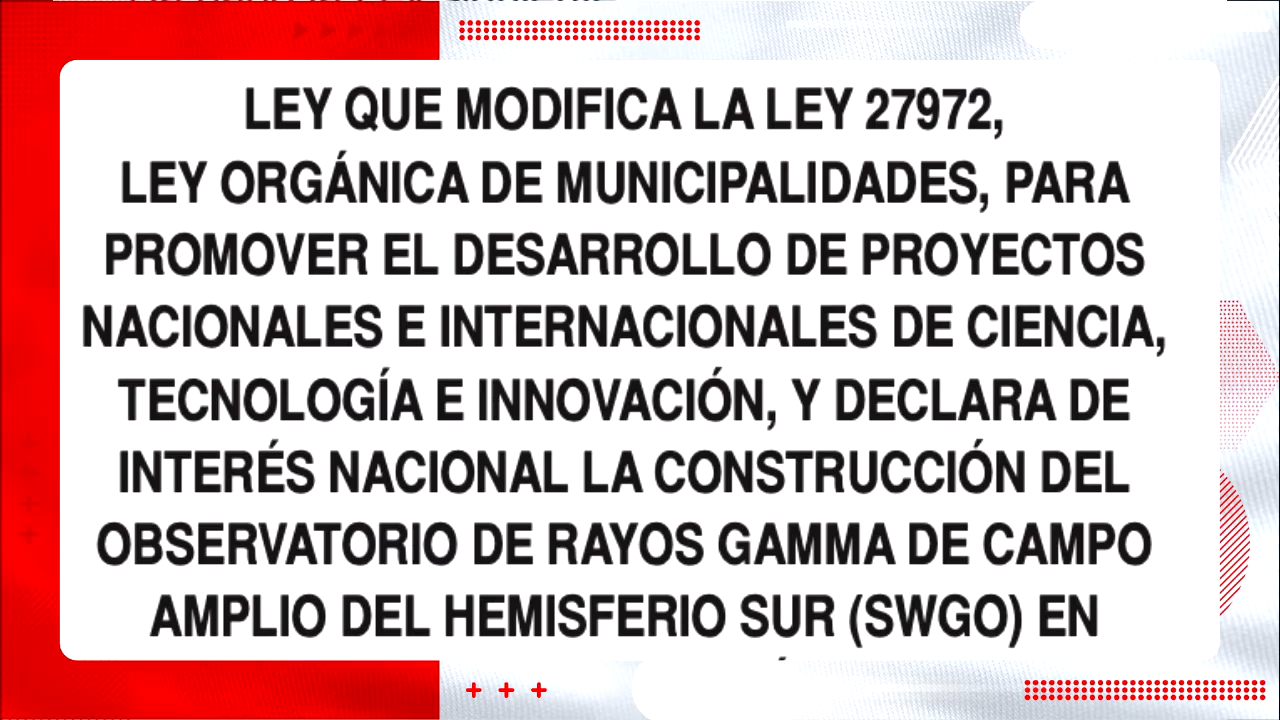 LEY QUE MODIFICA LA LEY 27972,
LEY ORGÁNICA DE MUNICIPALIDADES, PARA
PROMOVER EL DESARROLLO DE PROYECTOS
NACIONALES E INTERNACIONALES DE CIENCIA,
TECNOLOGÍA E INNOVACIÓN, Y DECLARA DE
INTERÉS NACIONAL LA CONSTRUCCIÓN DEL
OBSERVATORIO DE RAYOS GAMMA DE CAMPO
AMPLIO DEL HEMISFERIO SUR (SWGO) EN